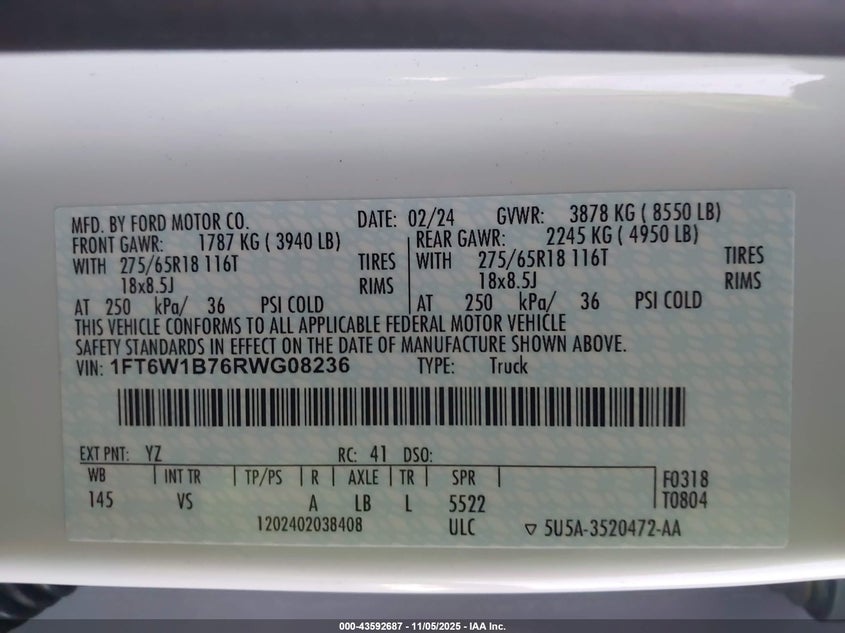 MFD. BY FORD MOTOR CO. DATE: 02/24 GVWR: 3878 KG ( 8550 LB)
FRONT GAWR: 1787 KG ( 3940 LB) REAR GAWR: 2245 KG ( 4950 LB)
WITH 275/65R18 116T TIRES WITH 275/65R18 116T TIRES
18x8.5J RIMS 18x8.5J RIMS
AT 250 kPa/ 36 PSI COLD AT 250 kPa/ 36 PSI COLD
THIS VEHICLE CONFORMS TO ALL APPLICABLE FEDERAL MOTOR VEHICLE
SAFETY STANDARDS IN EFFECT ON THE DATE OF MANUFACTURE SHOWN ABOVE.
VIN: 1FT6W1B76RWG08236 TYPE: Truck
EXT PNT: YZ RC: 41 DSO:
WB INT TR TP/PS R AXLE TR SPR F0318
145 VS A LB L 5522 T0804
1202402038408 ULC ▽ 5U5A-3520472-AA
000-43592687 - 11/05/2025 - IAA Inc.